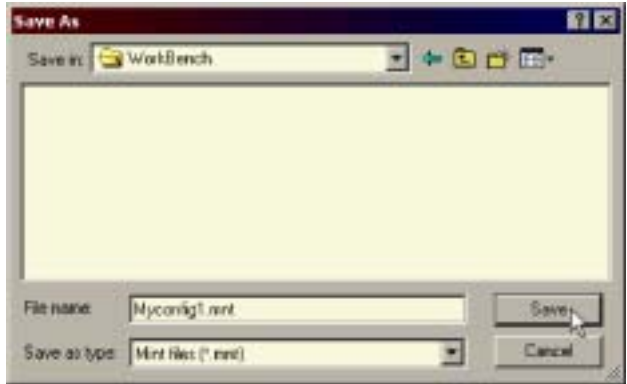 Save As
Save in: WorkBench
File name: Myconfig1.mnt Save
Save as type: Mint files (*.mnt) Cancel